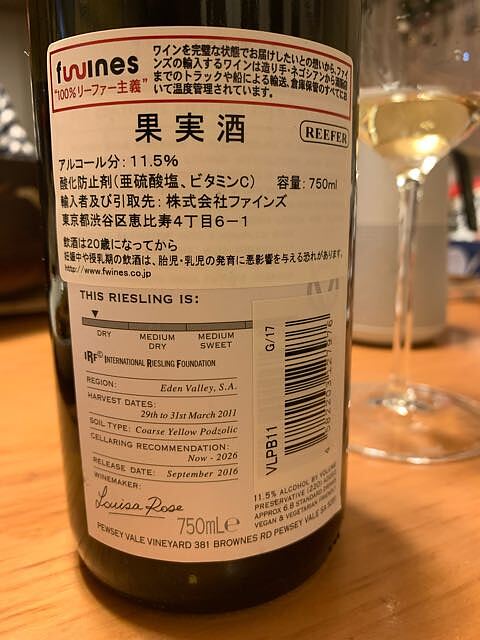 fwines
"100%リーファー主義"
ワインを完璧な状態でお届けしたいとの想いから、ファイ
ンズの輸入するワインは造り手・ネゴシアンから通関
までのトラックや船による輸送、倉庫保管のすべてにお
いて温度管理されています。
果実酒
REEFER
アルコール分：11.5%
酸化防止剤（亜硫酸塩、ビタミンC） 容量：750ml
輸入者及び引取先：株式会社ファインズ
東京都渋谷区恵比寿4丁目6－1
飲酒は20歳になってから
妊娠中や授乳期の飲酒は、胎児・乳児の発育に悪影響を与える恐れがあります。
http://www.fwines.co.jp
THIS RIESLING IS:
DRY
MEDIUM DRY
MEDIUM SWEET
IRF© INTERNATIONAL RIESLING FOUNDATION
REGION: Eden Valley, S.A.
HARVEST DATES:
29th to 31st March 2011
SOIL TYPE: Coarse Yellow Podzolic
CELLARING RECOMMENDATION:
Now - 2026
RELEASE DATE: September 2016
WINEMAKER:
Louisa Rose
750mL℮
G/17
VLPB11
11.5% ALCOHOL BY VOLUME
PRESERVATIVE (220) ADDED
APPROX 6.8 STANDARD DRINKS
VEGAN & VEGETARIAN FRIENDLY
PEWSEY VALE VINEYARD 381 BROWNES RD PEWSEY VALE SA